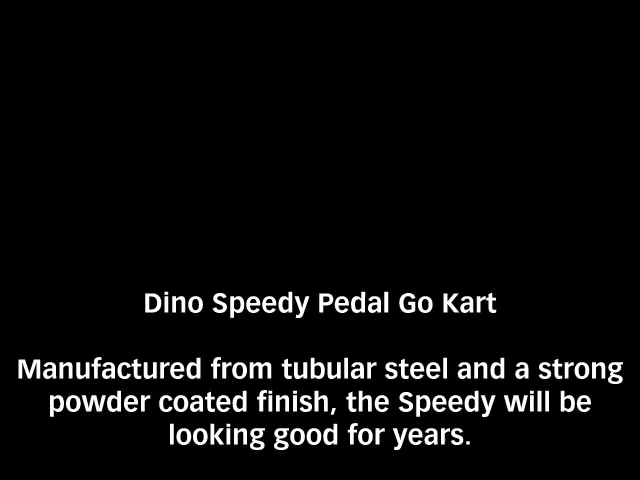 Dino Speedy Pedal Go Kart
Manufactured from tubular steel and a strong
powder coated finish, the Speedy will be
looking good for years.